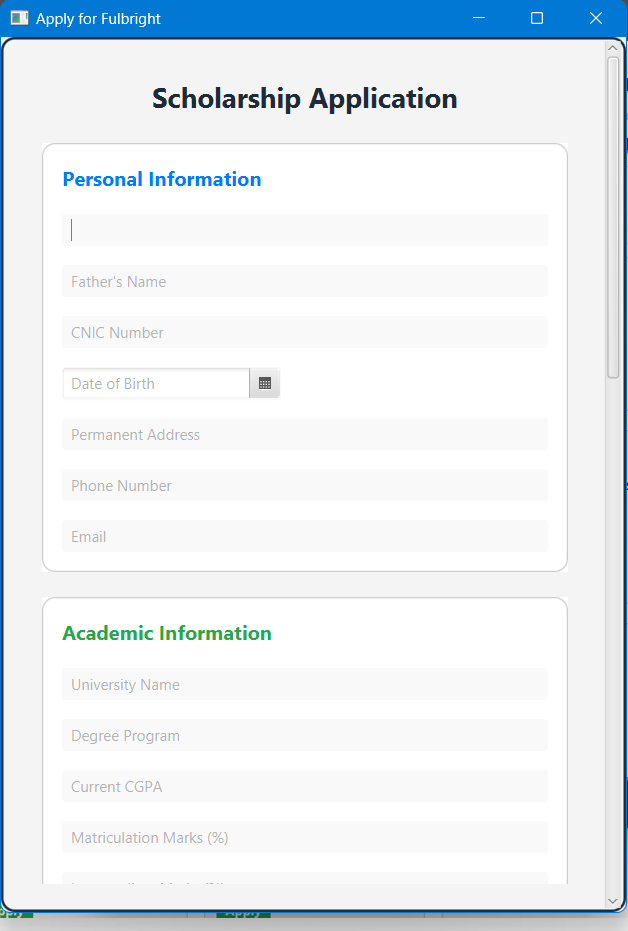 Apply for Fulbright
Scholarship Application
Personal Information
Father's Name
CNIC Number
Date of Birth
Permanent Address
Phone Number
Email
Academic Information
University Name
Degree Program
Current CGPA
Matriculation Marks (%)